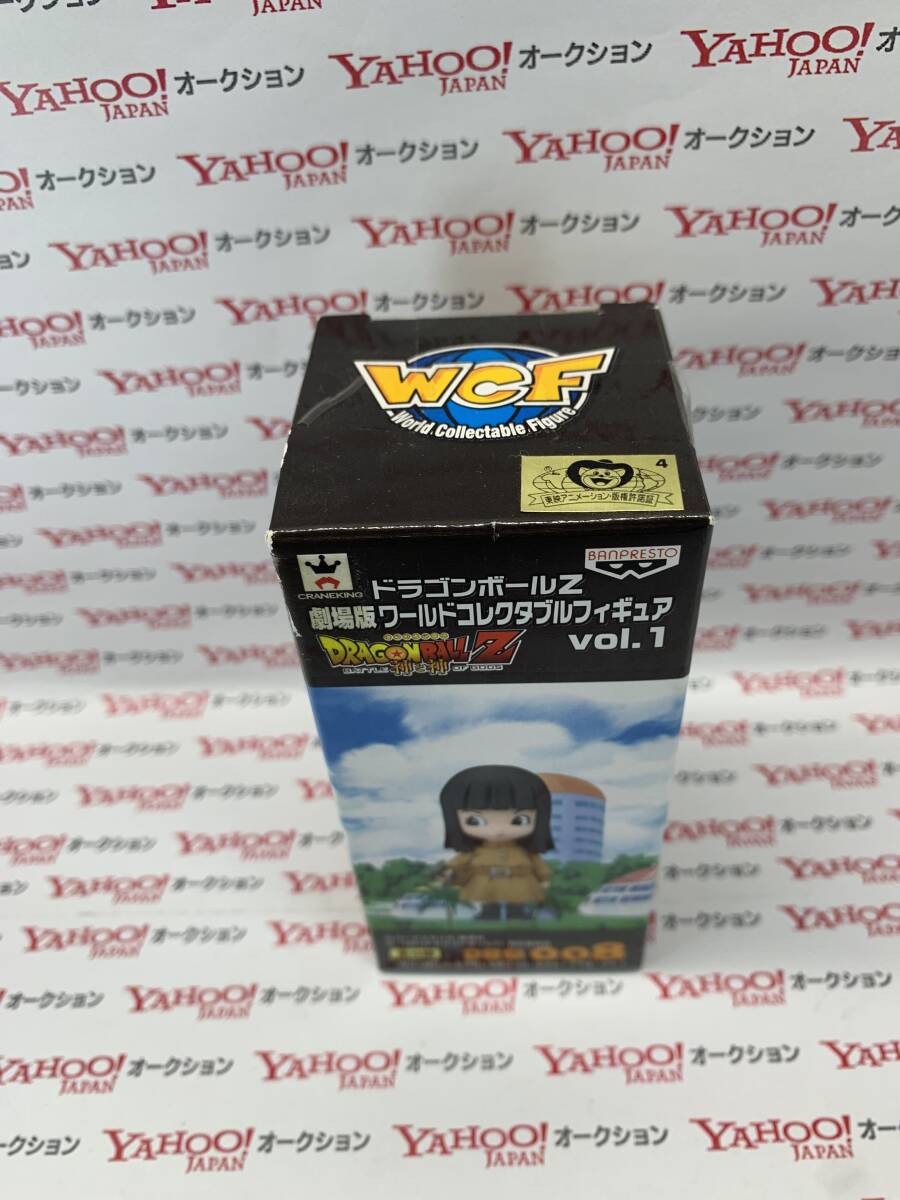 YAHOO! JAPAN オークション
WCF
World Collectable Figure
4
東映アニメーション・版権許諾証
CRANEKING
BANPRESTO
ドラゴンボールZ
劇場版 ワールドコレクタブルフィギュア
vol.1
DRAGONBALL Z
BATTLE 神と神 OF GODS
008